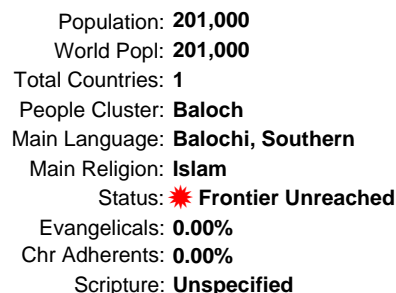 Population: 201,000
World Popl: 201,000
Total Countries: 1
People Cluster: Baloch
Main Language: Balochi, Southern
Main Religion: Islam
Status: Frontier Unreached
Evangelicals: 0.00%
Chr Adherents: 0.00%
Scripture: Unspecified